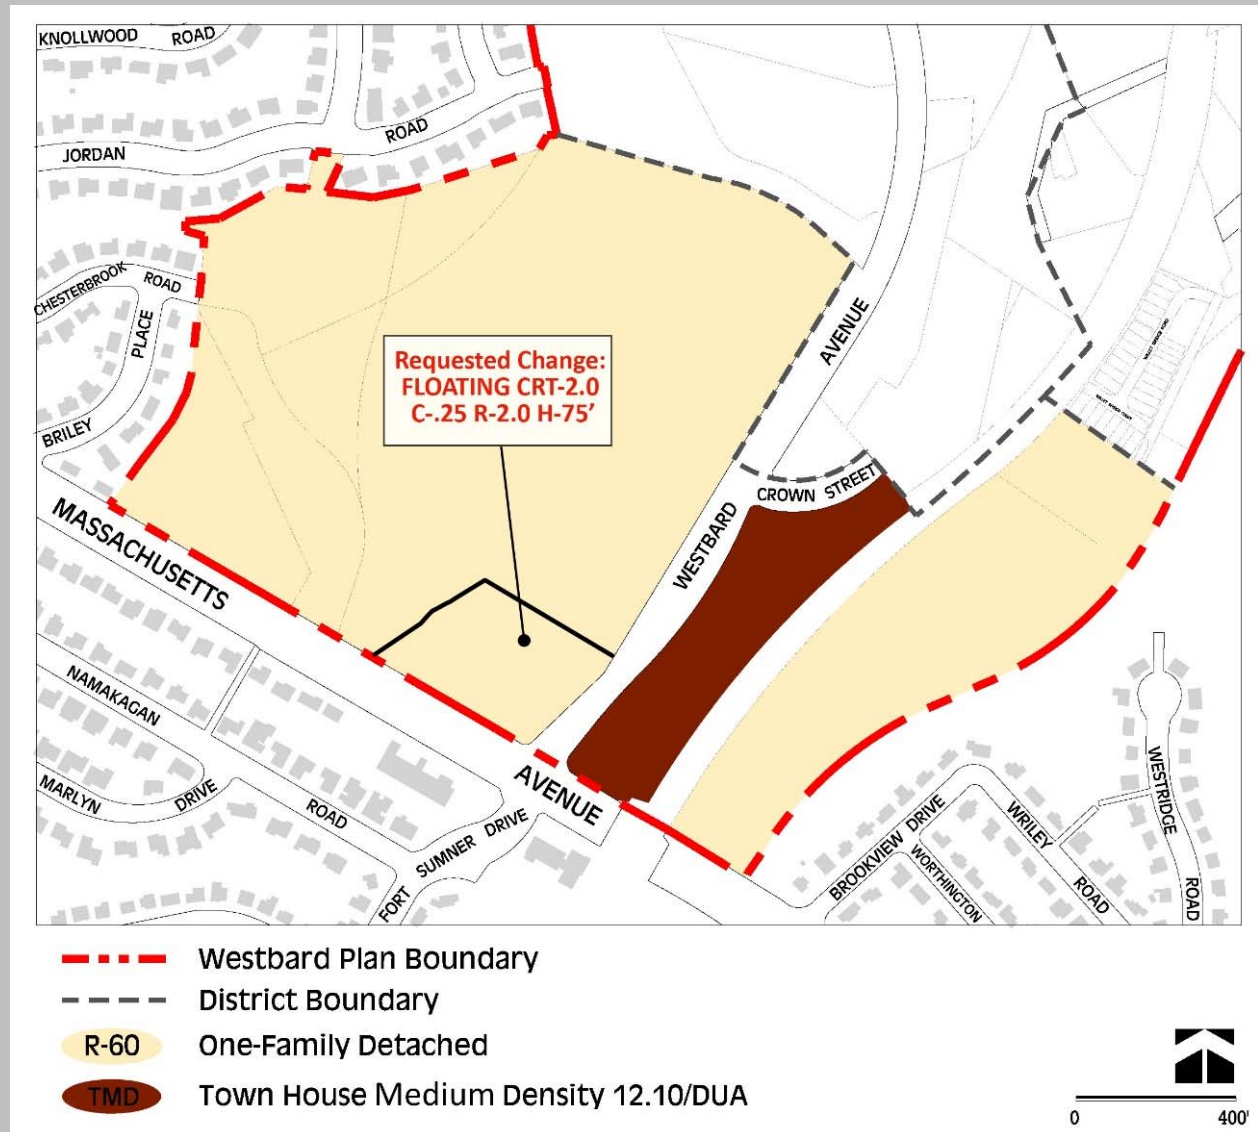 KNOLLWOOD ROAD
JORDAN
ROAD
CHESTERBROOK ROAD
PLACE
BRILEY
AVENUE
Requested Change:
FLOATING CRT-2.0
C-.25 R-2.0 H-75’
CROWN STREET
WESTBARD
MASSACHUSETTS
AVENUE
NAMAKAGAN
ROAD
MARLYN
DRIVE
FORT SUMNER DRIVE
BROOKVIEW DRIVE
WRILEY
ROAD
WORTHINGTON
WESTRIDGE
ROAD
Westbard Plan Boundary
District Boundary
R-60 One-Family Detached
TMD Town House Medium Density 12.10/DUA
0 400'